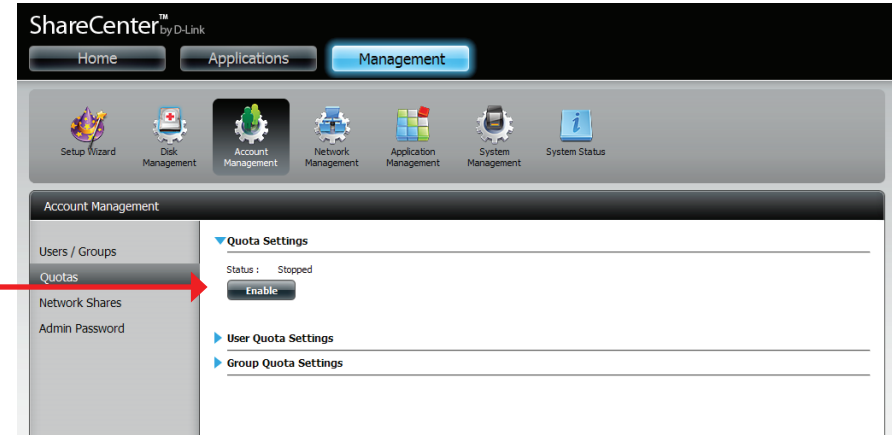 ShareCenter™ by D-Link
Home Applications Management
Setup Wizard Disk Management Account Management Network Management Application Management System Management System Status
Account Management
Users / Groups
Quotas
Network Shares
Admin Password
Quota Settings
Status : Stopped
Enable
User Quota Settings
Group Quota Settings